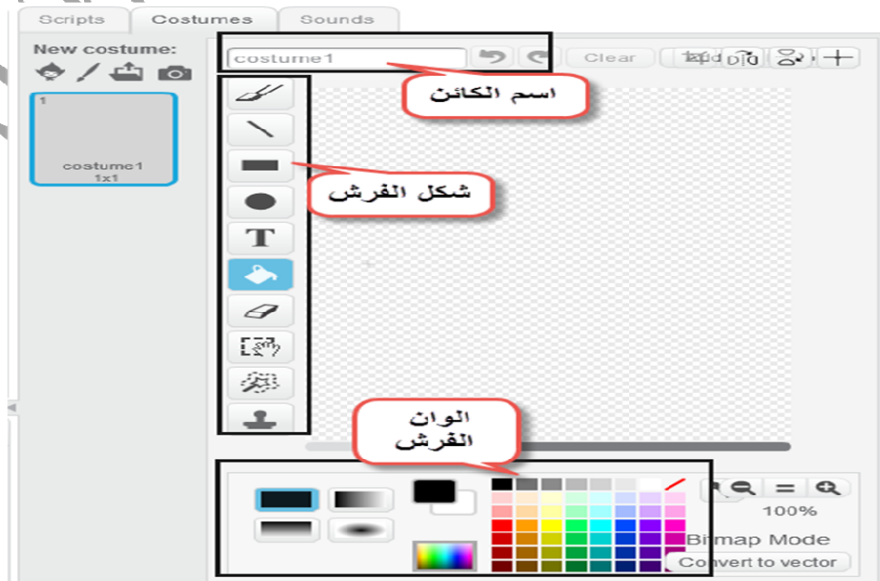 Scripts Costumes Sounds
New costume:
costume1 Clear
اسم الكائن
1
costume1
1x1
شكل الفرش
T
الوان
الفرش
100%
Bitmap Mode
Convert to vector